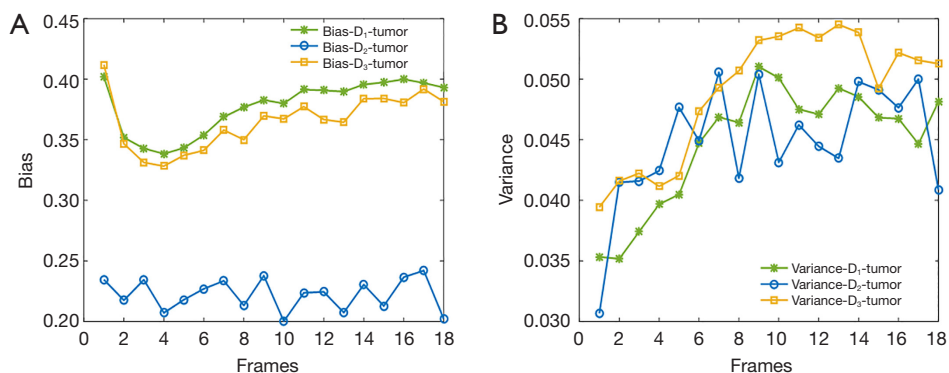 A
Bias
0.45
0.40
0.35
0.30
0.25
0.20
0 2 4 6 8 10 12 14 16 18
Frames
Bias-D₁-tumor
Bias-D₂-tumor
Bias-D₃-tumor
B
Variance
0.055
0.050
0.045
0.040
0.035
0.030
0 2 4 6 8 10 12 14 16 18
Frames
Variance-D₁-tumor
Variance-D₂-tumor
Variance-D₃-tumor